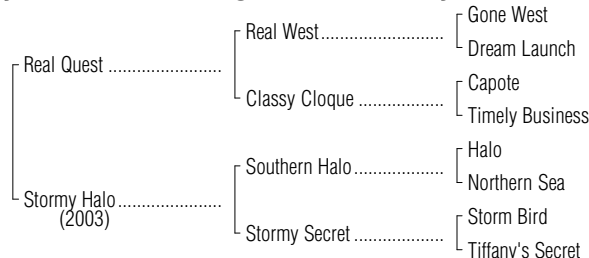 Gone West
Real West....................
Dream Launch
Real Quest ......................
Capote
Classy Cloque ..................
Timely Business
Halo
Southern Halo...................
Northern Sea
Stormy Halo....................
(2003)
Storm Bird
Stormy Secret ...................
Tiffany's Secret